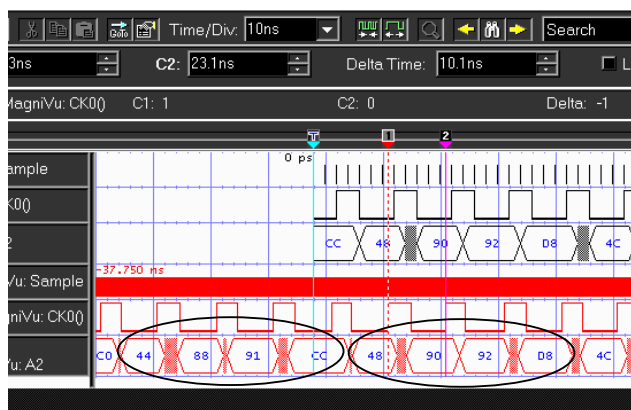 GoTo Time/Div: 10ns Search
3ns C2: 23.1ns Delta Time: 10.1ns L
MagniVu: CK0() C1: 1 C2: 0 Delta: -1
T 1 2
0 ps
ample
K0()
2 CC 48 90 92 D8 4C
-37.750 ns
Vu: Sample
niVu: CK0()
Vu: A2 C0 44 88 91 CC 48 90 92 D8 4C